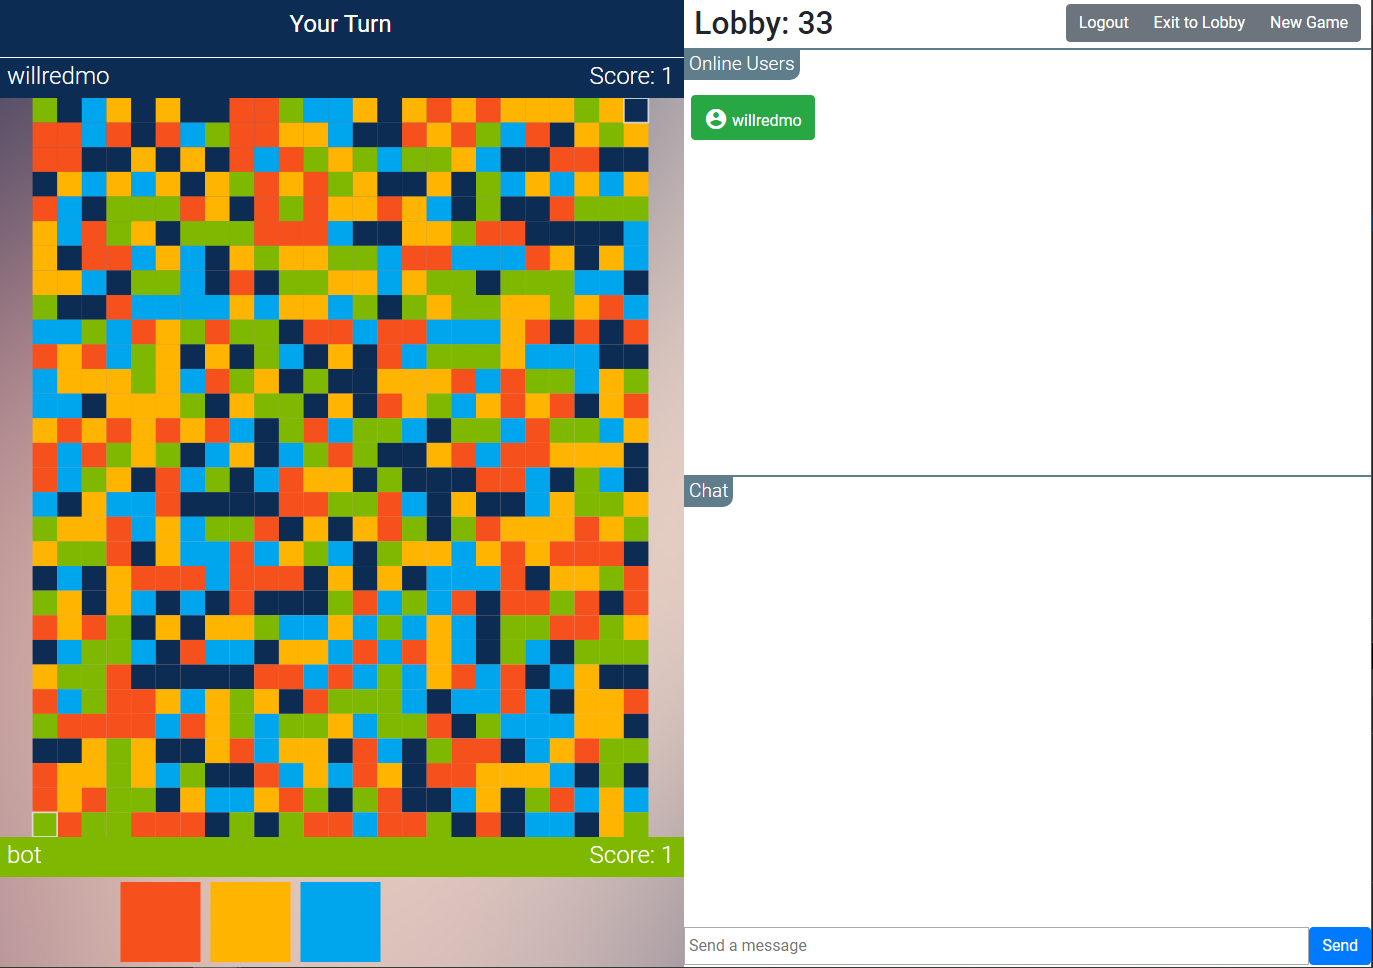 Your Turn
willredmo
Score: 1
bot
Score: 1
Lobby: 33
Logout
Exit to Lobby
New Game
Online Users
willredmo
Chat
Send a message
Send